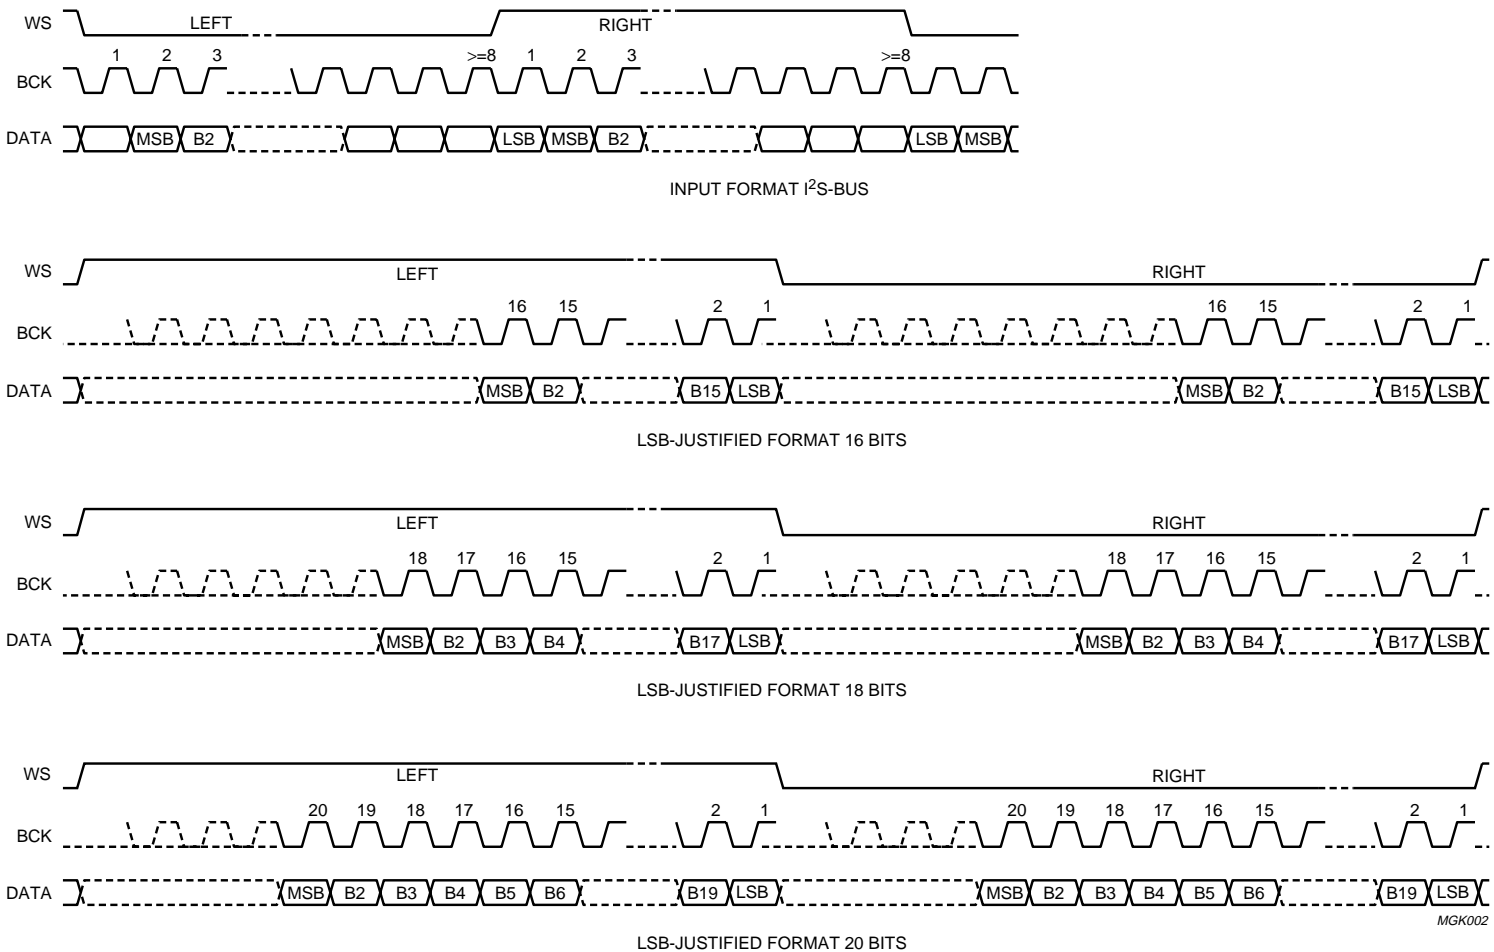 WS LEFT RIGHT
1 2 3 >=8 1 2 3 >=8
BCK
DATA MSB B2 LSB MSB B2 LSB MSB
INPUT FORMAT I²S-BUS
WS LEFT RIGHT
16 15 2 1 16 15 2 1
BCK
DATA MSB B2 B15 LSB MSB B2 B15 LSB
LSB-JUSTIFIED FORMAT 16 BITS
WS LEFT RIGHT
18 17 16 15 2 1 18 17 16 15 2 1
BCK
DATA MSB B2 B3 B4 B17 LSB MSB B2 B3 B4 B17 LSB
LSB-JUSTIFIED FORMAT 18 BITS
WS LEFT RIGHT
20 19 18 17 16 15 2 1 20 19 18 17 16 15 2 1
BCK
DATA MSB B2 B3 B4 B5 B6 B19 LSB MSB B2 B3 B4 B5 B6 B19 LSB
MGK002
LSB-JUSTIFIED FORMAT 20 BITS